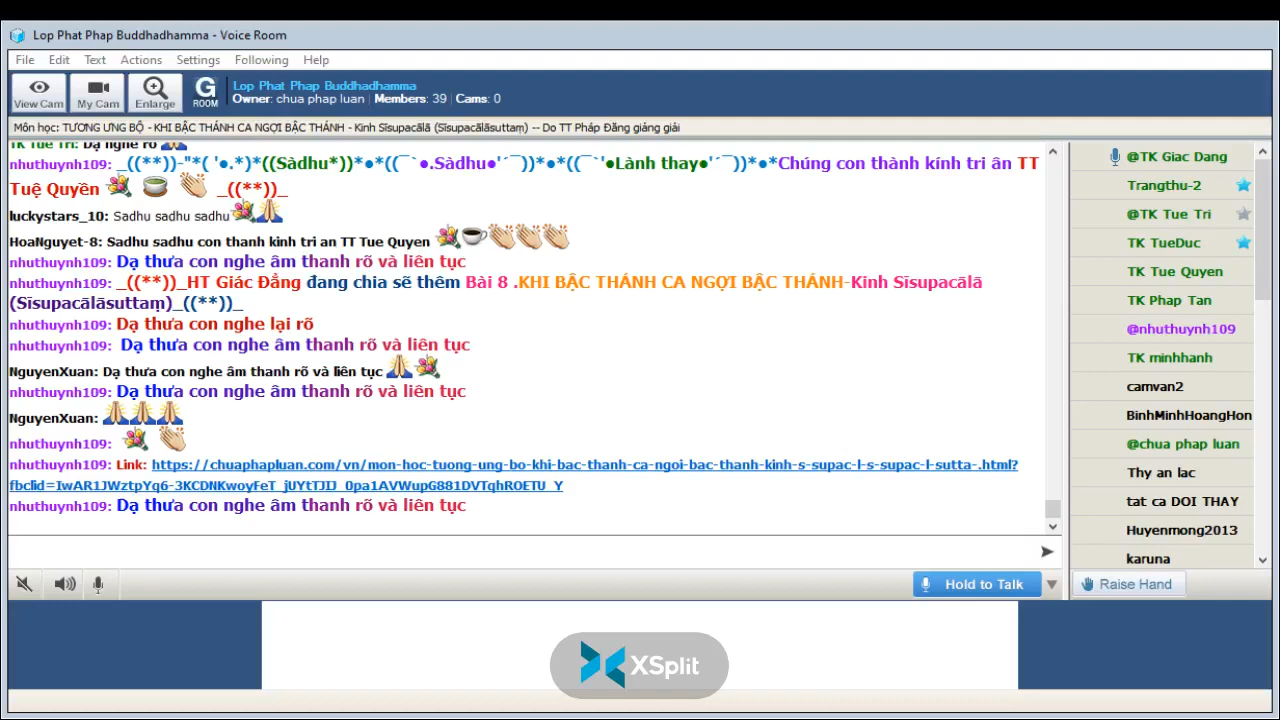 Lop Phat Phap Buddhadhamma - Voice Room
File Edit Text Actions Settings Following Help
View Cam My Cam Enlarge G ROOM
Lop Phat Phap Buddhadhamma
Owner: chua phap luan | Members: 39 | Cams: 0
Môn học: TƯƠNG ƯNG BỘ - KHI BẬC THÁNH CA NGỢI BẬC THÁNH - Kinh Sīsupacālā (Sīsupacālāsuttaṃ) -- Do TT Pháp Đăng giảng giải
TK Tue Tri: Dạ nghe rõ
nhuthuynh109: _((**))-"*( '●.*)*((Sàdhu*))*●*((¯`●.Sàdhu●'´¯))*●*((¯`'●Lành thay●'´¯))*●*Chúng con thành kính tri ân TT
Tuệ Quyền _((**))_
luckystars_10: Sadhu sadhu sadhu
HoaNguyet-8: Sadhu sadhu con thanh kinh tri an TT Tue Quyen
nhuthuynh109: Dạ thưa con nghe âm thanh rõ và liên tục
nhuthuynh109: _((**))_HT Giác Đẳng đang chia sẽ thêm Bài 8 .KHI BẬC THÁNH CA NGỢI BẬC THÁNH-Kinh Sīsupacālā
(Sīsupacālāsuttaṃ)_((**))_
nhuthuynh109: Dạ thưa con nghe lại rõ
nhuthuynh109: Dạ thưa con nghe âm thanh rõ và liên tục
NguyenXuan: Dạ thưa con nghe âm thanh rõ và liên tục
nhuthuynh109: Dạ thưa con nghe âm thanh rõ và liên tục
NguyenXuan:
nhuthuynh109:
nhuthuynh109: Link: https://chuaphapluan.com/vn/mon-hoc-tuong-ung-bo-khi-bac-thanh-ca-ngoi-bac-thanh-kinh-s-supac-l-s-supac-l-sutta-.html?
fbclid=IwAR1JWztpYq6-3KCDNKwoyFeT_jUYtTJIJ_0pa1AVWupG881DVTqhROETU_Y
nhuthuynh109: Dạ thưa con nghe âm thanh rõ và liên tục
@TK Giac Dang
Trangthu-2
@TK Tue Tri
TK TueDuc
TK Tue Quyen
TK Phap Tan
@nhuthuynh109
TK minhhanh
camvan2
BinhMinhHoangHon
@chua phap luan
Thy an lac
tat ca DOI THAY
Huyenmong2013
karuna
Hold to Talk
Raise Hand
XSplit